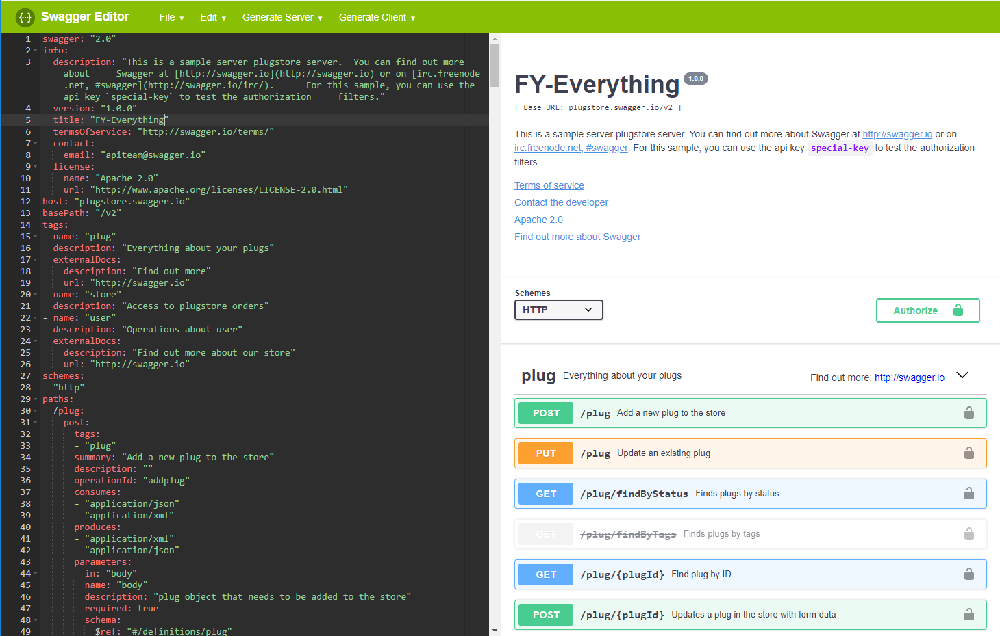 Swagger Editor
File
Edit
Generate Server
Generate Client
1 swagger: "2.0"
2 info:
3 description: "This is a sample server plugstore server.  You can find out more
about     Swagger at [http://swagger.io](http://swagger.io) or on [irc.freenode
.net, #swagger](http://swagger.io/irc/).      For this sample, you can use the
api key `special-key` to test the authorization     filters."
4 version: "1.0.0"
5 title: "FY-Everything"
6 termsOfService: "http://swagger.io/terms/"
7 contact:
8 email: "apiteam@swagger.io"
9 license:
10 name: "Apache 2.0"
11 url: "http://www.apache.org/licenses/LICENSE-2.0.html"
12 host: "plugstore.swagger.io"
13 basePath: "/v2"
14 tags:
15 - name: "plug"
16 description: "Everything about your plugs"
17 externalDocs:
18 description: "Find out more"
19 url: "http://swagger.io"
20 - name: "store"
21 description: "Access to plugstore orders"
22 - name: "user"
23 description: "Operations about user"
24 externalDocs:
25 description: "Find out more about our store"
26 url: "http://swagger.io"
27 schemes:
28 - "http"
29 paths:
30 /plug:
31 post:
32 tags:
33 - "plug"
34 summary: "Add a new plug to the store"
35 description: ""
36 operationId: "addplug"
37 consumes:
38 - "application/json"
39 - "application/xml"
40 produces:
41 - "application/xml"
42 - "application/json"
43 parameters:
44 - in: "body"
45 name: "body"
46 description: "plug object that needs to be added to the store"
47 required: true
48 schema:
49 $ref: "#/definitions/plug"
FY-Everything 1.0.0
[ Base URL: plugstore.swagger.io/v2 ]
This is a sample server plugstore server. You can find out more about Swagger at http://swagger.io or on
irc.freenode.net, #swagger. For this sample, you can use the api key special-key to test the authorization
filters.
Terms of service
Contact the developer
Apache 2.0
Find out more about Swagger
Schemes
HTTP
Authorize
plug Everything about your plugs Find out more: http://swagger.io
POST /plug Add a new plug to the store
PUT /plug Update an existing plug
GET /plug/findByStatus Finds plugs by status
GET /plug/findByTags Finds plugs by tags
GET /plug/{plugId} Find plug by ID
POST /plug/{plugId} Updates a plug in the store with form data